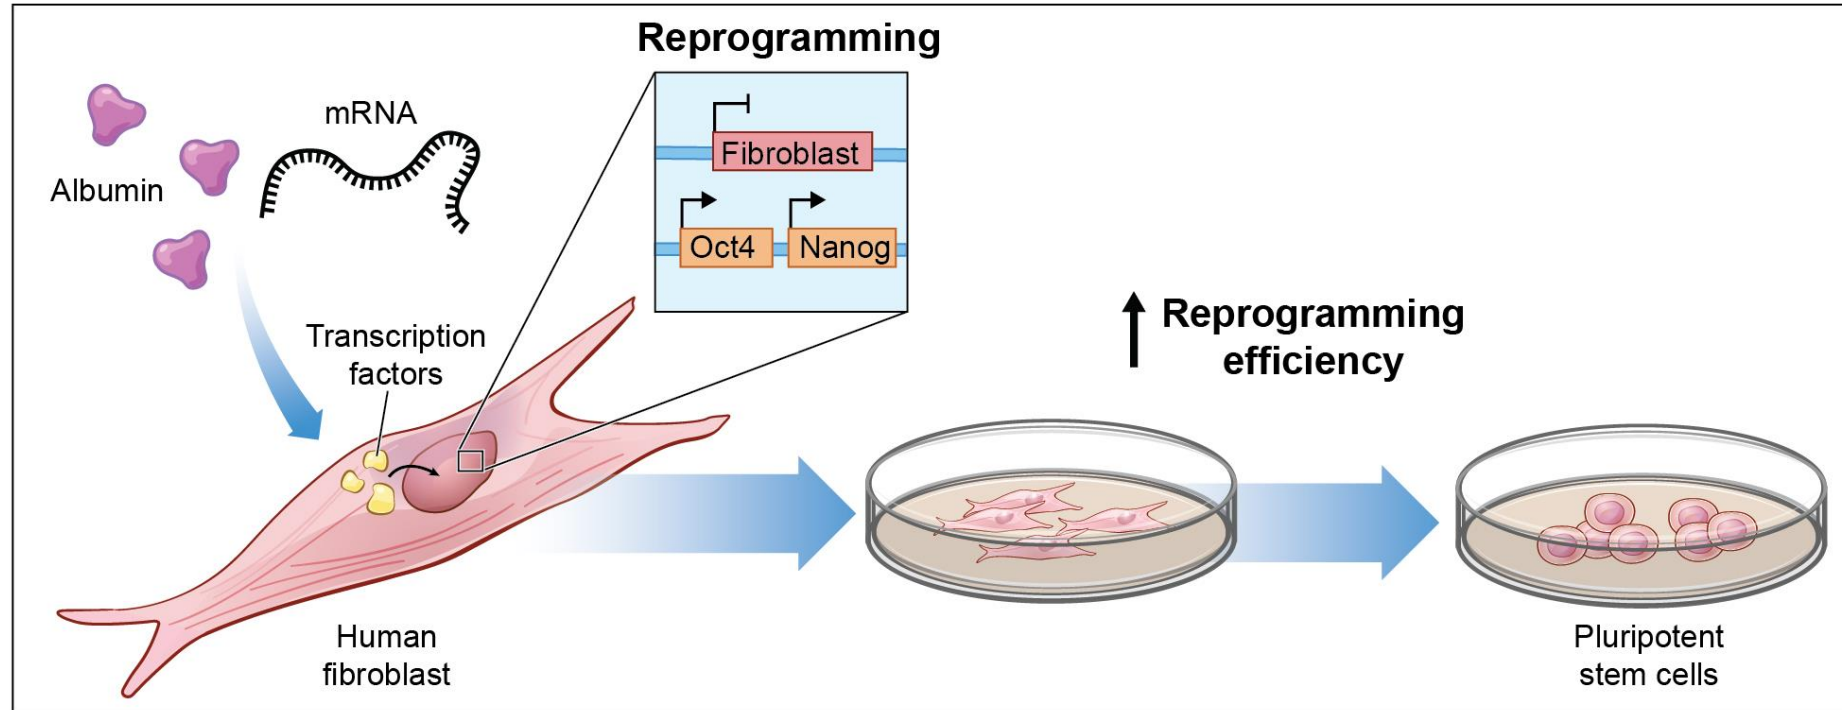 Reprogramming
mRNA
Albumin
Fibroblast
Oct4
Nanog
Transcription
factors
Reprogramming
efficiency
Human
fibroblast
Pluripotent
stem cells